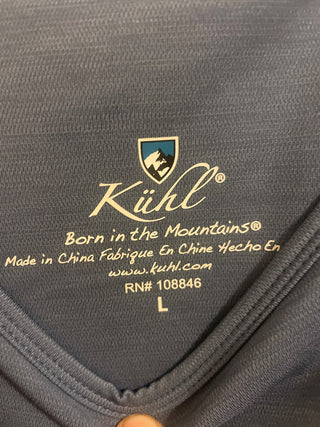 Kühl®
Born in the Mountains®
Made in China Fabrique En Chine Hecho En
www.kuhl.com
RN# 108846
L